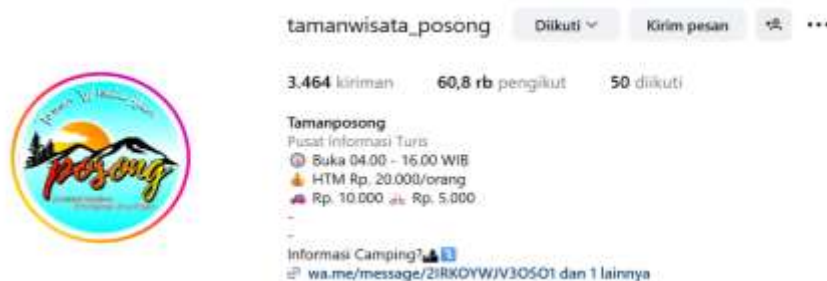 tamanwisata_posong Diikuti Kirim pesan
3.464 kiriman 60,8 rb pengikut 50 diikuti
Tamanposong
Pusat Informasi Turis
Buka 04.00 - 16.00 WIB
HTM Rp. 20.000/orang
Rp. 10.000 Rp. 5.000
-
-
Informasi Camping?
wa.me/message/2IRKOYWJV3OSO1 dan 1 lainnya
posong